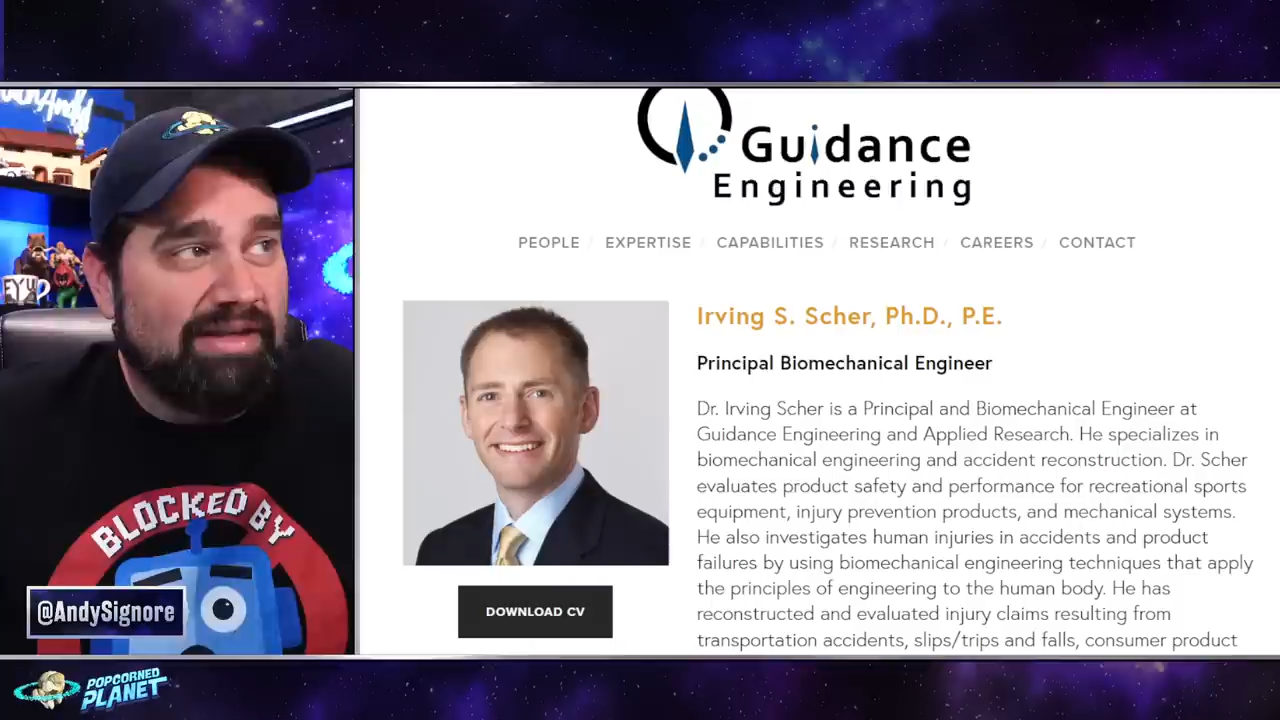 Guidance
Engineering
PEOPLE / EXPERTISE / CAPABILITIES / RESEARCH / CAREERS / CONTACT
Irving S. Scher, Ph.D., P.E.
Principal Biomechanical Engineer
Dr. Irving Scher is a Principal and Biomechanical Engineer at
Guidance Engineering and Applied Research. He specializes in
biomechanical engineering and accident reconstruction. Dr. Scher
evaluates product safety and performance for recreational sports
equipment, injury prevention products, and mechanical systems.
He also investigates human injuries in accidents and product
failures by using biomechanical engineering techniques that apply
the principles of engineering to the human body. He has
reconstructed and evaluated injury claims resulting from
transportation accidents, slips/trips and falls, consumer product
DOWNLOAD CV
BLOCKED BY
@AndySignore
POPCORNED
PLANET